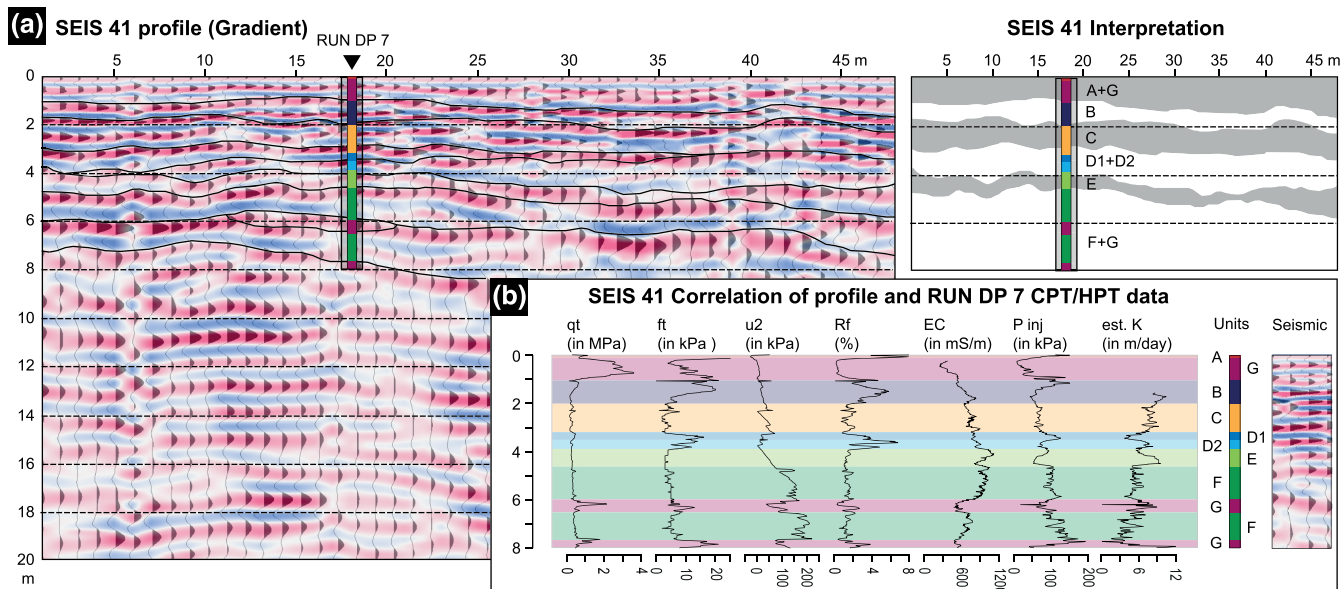 (a) SEIS 41 profile (Gradient)
RUN DP 7
5 10 15 20 25 30 35 40 45 m
0
2
4
6
8
10
12
14
16
18
20
m
SEIS 41 Interpretation
5 10 15 20 25 30 35 40 45 m
A+G
B
C
D1+D2
E
F+G
(b) SEIS 41 Correlation of profile and RUN DP 7 CPT/HPT data
qt ft u2 Rf EC P inj est. K Units Seismic
(in MPa) (in kPa ) (in kPa) (%) (in mS/m) (in kPa) (in m/day)
0
2
4
6
8
A
G
B
C
D1
D2
E
F
G
F
G
0 2 4 0 10 20 0 100 200 0 4 8 0 600 1200 0 100 200 0 6 12